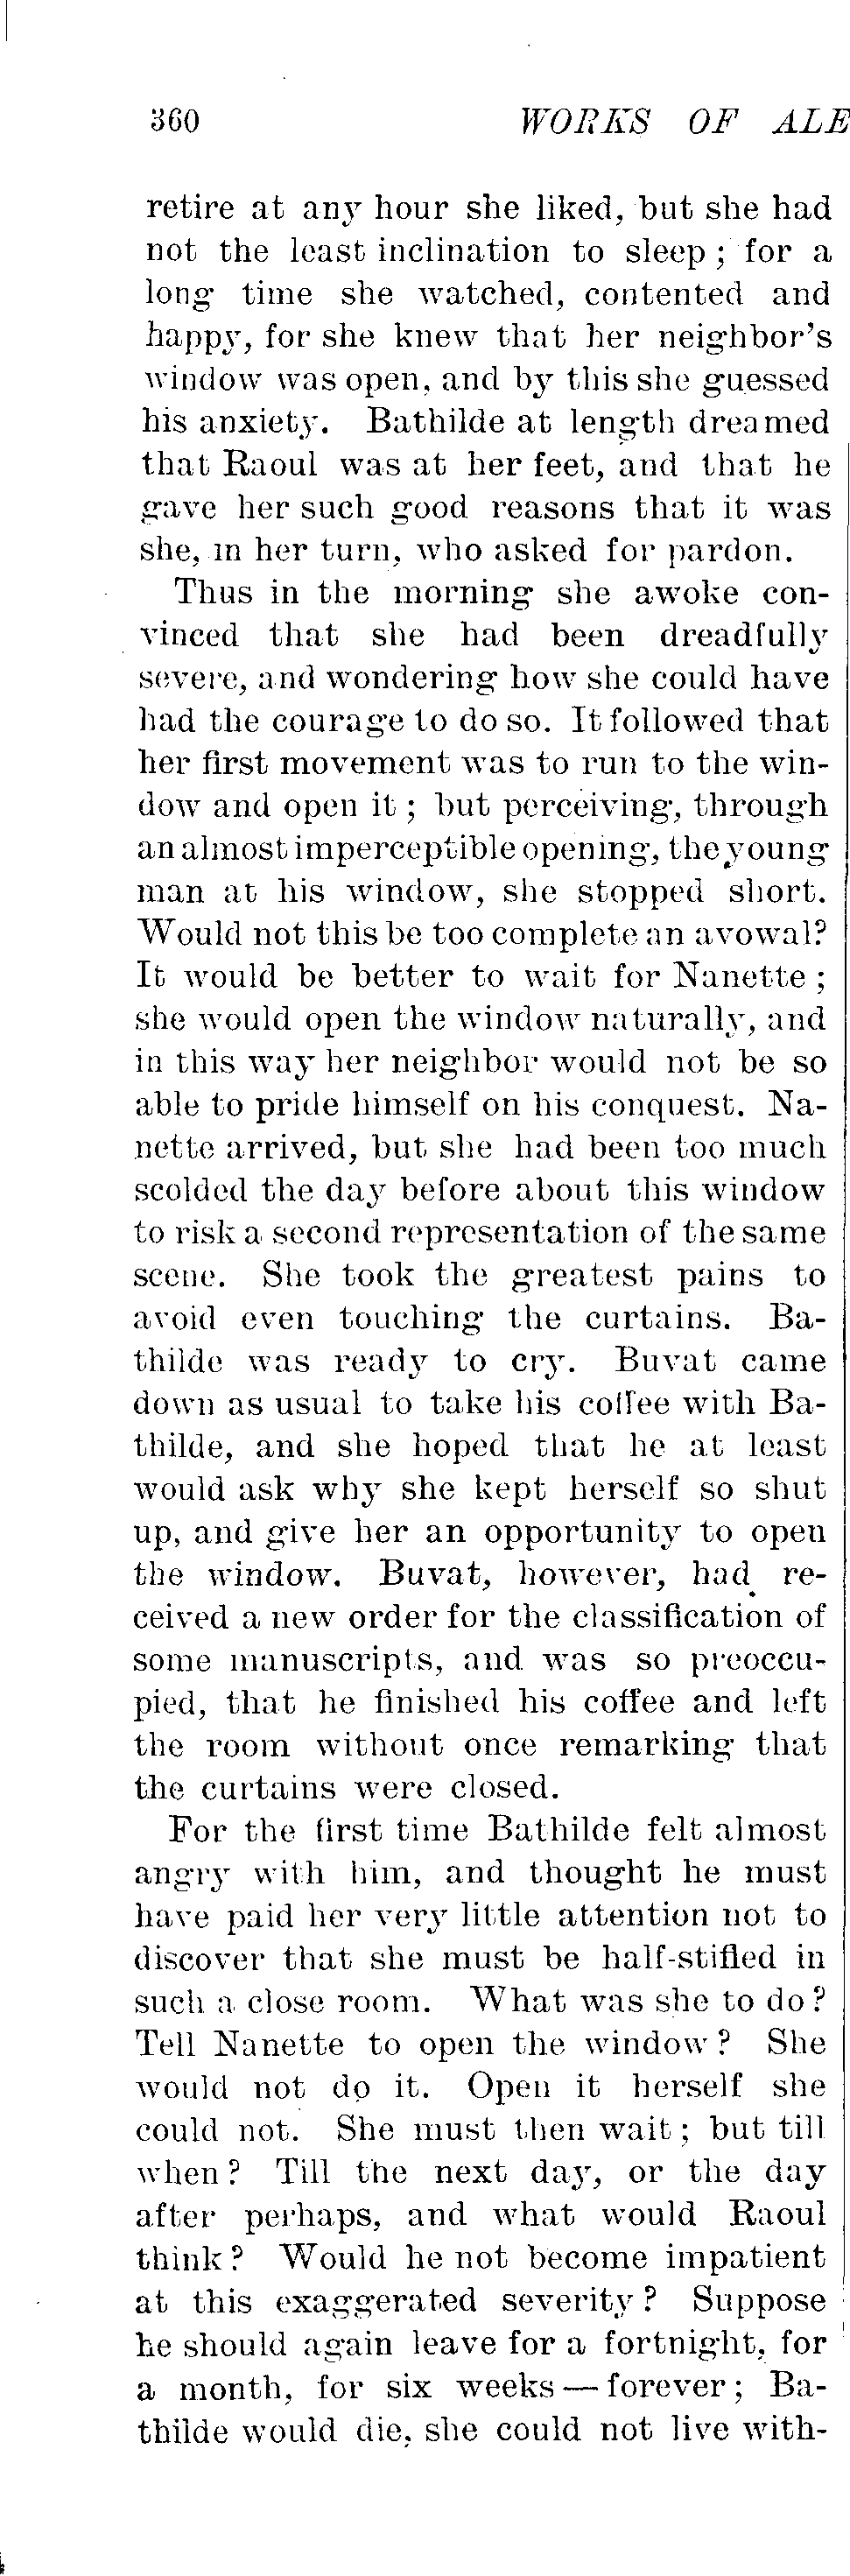 360 WORKS OF ALE
retire at any hour she liked, but she had
not the least inclination to sleep ; for a
long time she watched, contented and
happy, for she knew that her neighbor's
window was open, and by this she guessed
his anxiety. Bathilde at length dreamed
that Raoul was at her feet, and that he
gave her such good reasons that it was
she, in her turn, who asked for pardon.
Thus in the morning she awoke con-
vinced that she had been dreadfully
severe, and wondering how she could have
had the courage to do so. It followed that
her first movement was to run to the win-
dow and open it ; but perceiving, through
an almost imperceptible opening, the young
man at his window, she stopped short.
Would not this be too complete an avowal?
It would be better to wait for Nanette ;
she would open the window naturally, and
in this way her neighbor would not be so
able to pride himself on his conquest. Na-
nette arrived, but she had been too much
scolded the day before about this window
to risk a second representation of the same
scene. She took the greatest pains to
avoid even touching the curtains. Ba-
thilde was ready to cry. Buvat came
down as usual to take his coffee with Ba-
thilde, and she hoped that he at least
would ask why she kept herself so shut
up, and give her an opportunity to open
the window. Buvat, however, had re-
ceived a new order for the classification of
some manuscripts, and was so preoccu-
pied, that he finished his coffee and left
the room without once remarking that
the curtains were closed.
For the first time Bathilde felt almost
angry with him, and thought he must
have paid her very little attention not to
discover that she must be half-stifled in
such a close room. What was she to do ?
Tell Nanette to open the window ? She
would not do it. Open it herself she
could not. She must then wait ; but till
when ? Till the next day, or the day
after perhaps, and what would Raoul
think ? Would he not become impatient
at this exaggerated severity ? Suppose
he should again leave for a fortnight, for
a month, for six weeks — forever ; Ba-
thilde would die, she could not live with-